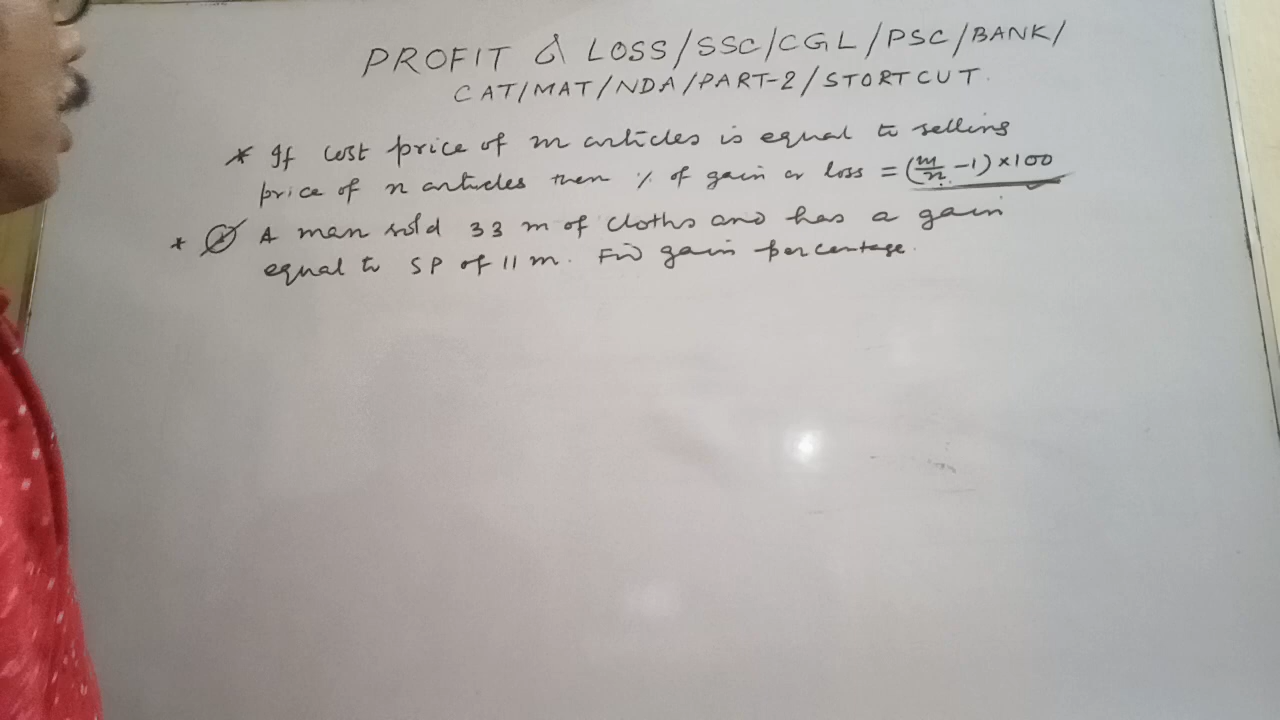 PROFIT & LOSS/SSC/CGL/PSC/BANK/
CAT/MAT/NDA/PART-2/STORTCUT.
* If cost price of m articles is equal to selling
price of n articles then % of gain or loss = (m/n - 1) × 100
* Q A man sold 33 m of cloths and has a gain
equal to SP of 11 m. Find gain percentage.